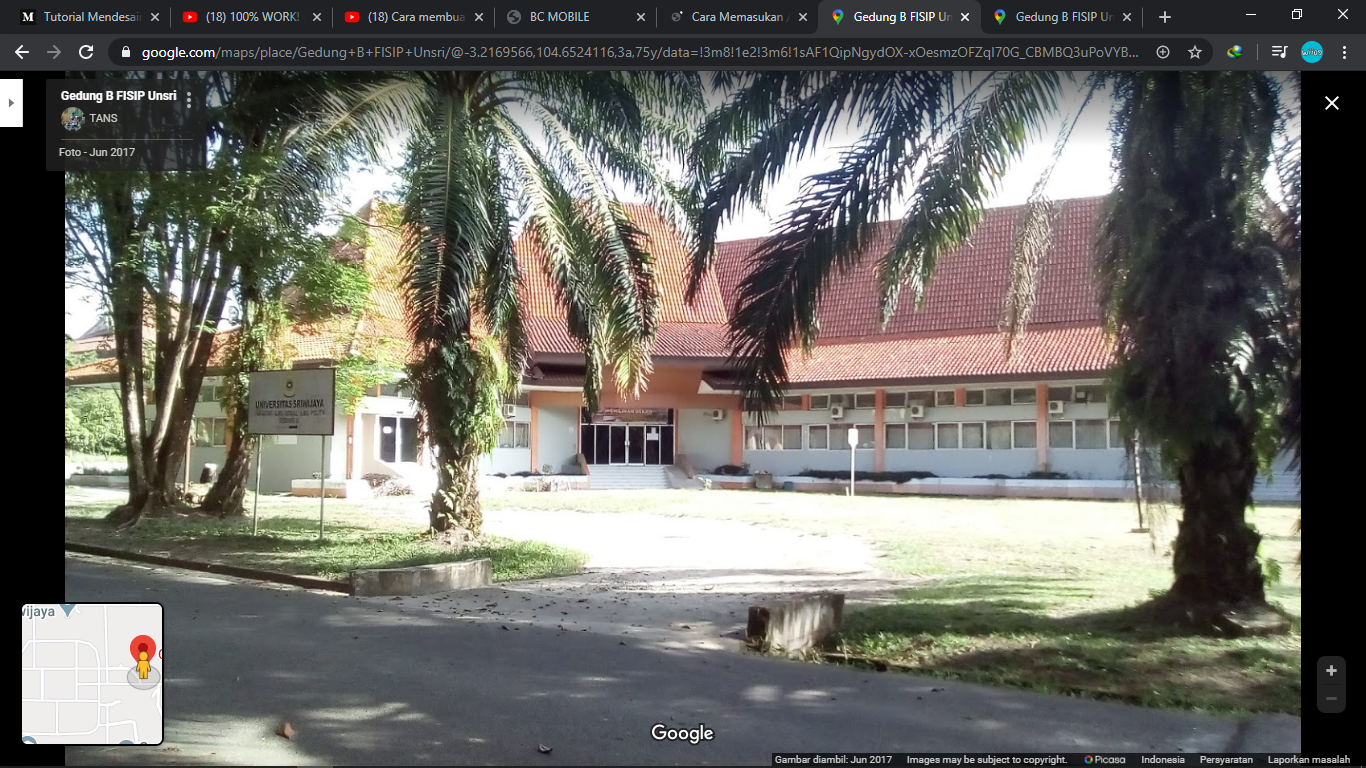 Tutorial Mendesai
(18) 100% WORK!
(18) Cara membua
BC MOBILE
Cara Memasukan
Gedung B FISIP Un
Gedung B FISIP Un
google.com/maps/place/Gedung+B+FISIP+Unsri/@-3.2169566,104.6524116,3a,75y/data=!3m8!1e2!3m6!1sAF1QipNgydOX-xOesmzOFZqI70G_CBMBQ3uPoVYB...
Gedung B FISIP Unsri
TANS
Foto - Jun 2017
UNIVERSITAS SRIWIJAYA
wijaya
Google
Gambar diambil: Jun 2017 Images may be subject to copyright. Picasa Indonesia Persyaratan Laporkan masalah